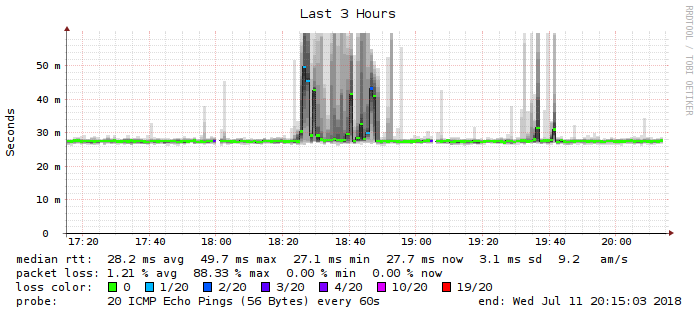 Last 3 Hours
RRDTOOL / TOBI OETIKER
Seconds
50 m
40 m
30 m
20 m
10 m
0
17:20 17:40 18:00 18:20 18:40 19:00 19:20 19:40 20:00
median rtt: 28.2 ms avg 49.7 ms max 27.1 ms min 27.7 ms now 3.1 ms sd 9.2 am/s
packet loss: 1.21 % avg 88.33 % max 0.00 % min 0.00 % now
loss color: 0 1/20 2/20 3/20 4/20 10/20 19/20
probe: 20 ICMP Echo Pings (56 Bytes) every 60s end: Wed Jul 11 20:15:03 2018